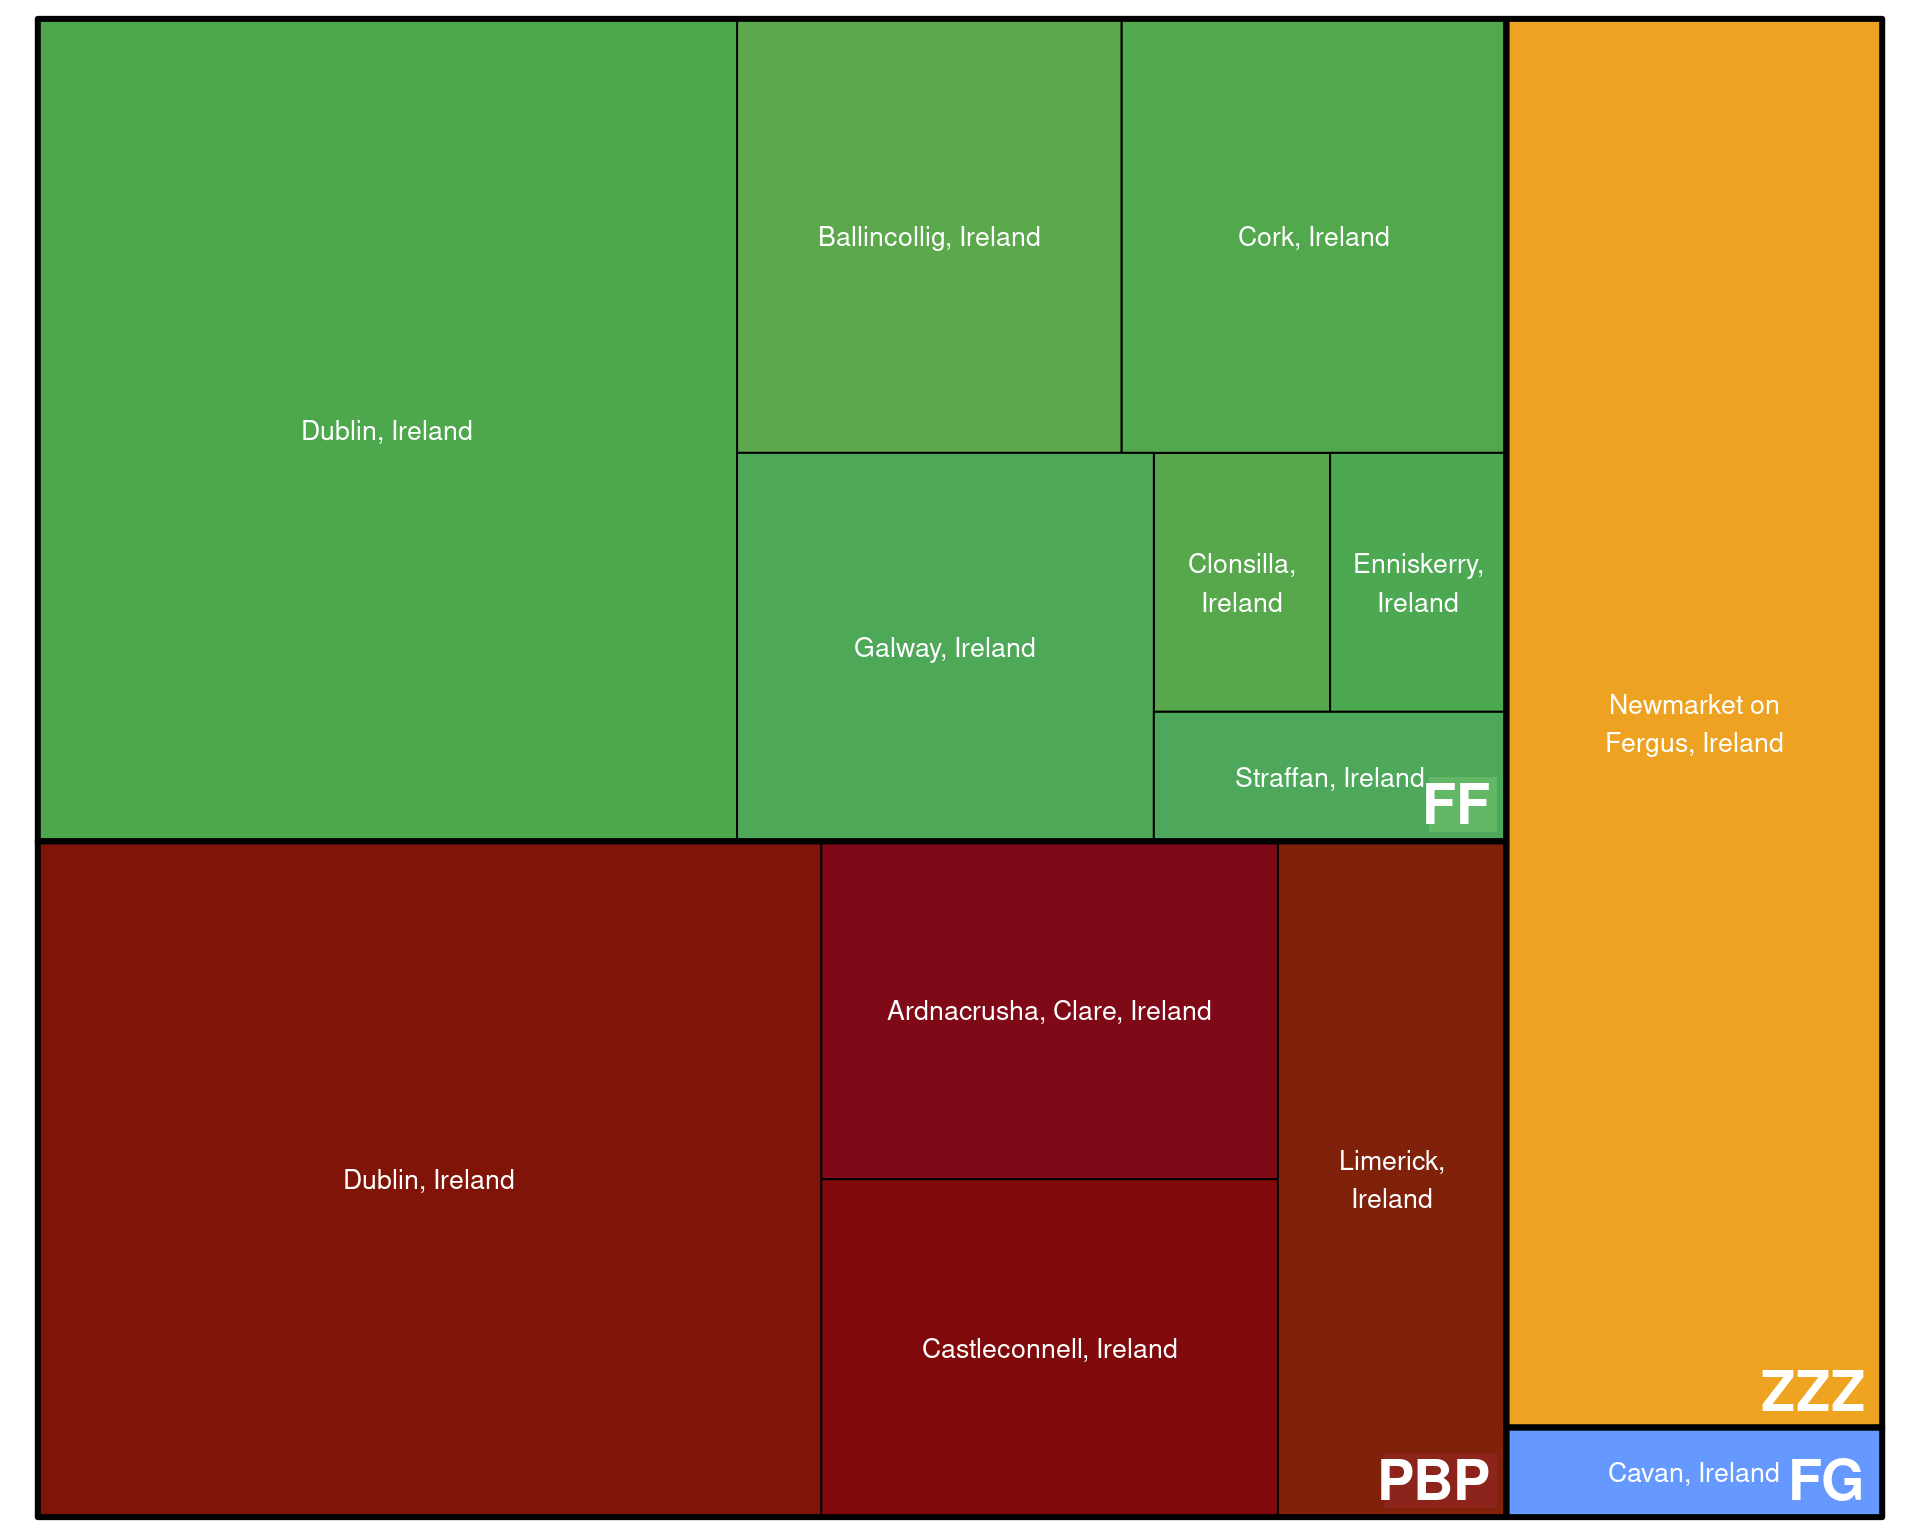 Dublin, Ireland
Ballincollig, Ireland
Cork, Ireland
Galway, Ireland
Clonsilla,
Ireland
Enniskerry,
Ireland
Straffan, Ireland
FF
Dublin, Ireland
Ardnacrusha, Clare, Ireland
Castleconnell, Ireland
Limerick,
Ireland
PBP
Newmarket on
Fergus, Ireland
ZZZ
Cavan, Ireland
FG